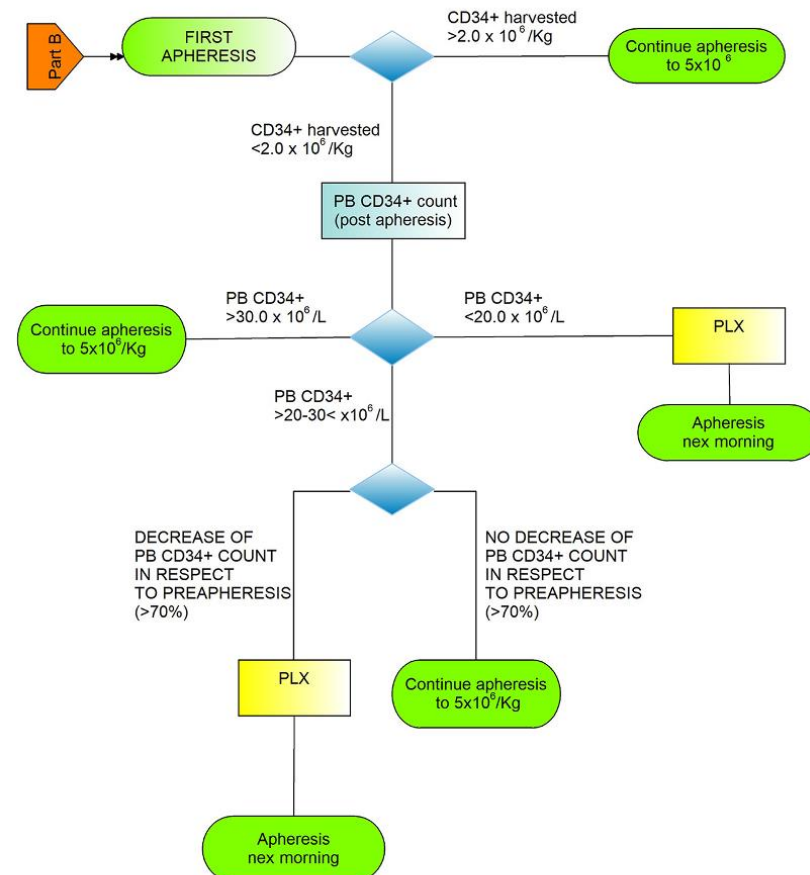 Part B
FIRST
APHERESIS
CD34+ harvested
>2.0 x 10⁶/Kg
Continue apheresis
to 5x10⁶
CD34+ harvested
<2.0 x 10⁶/Kg
PB CD34+ count
(post apheresis)
PB CD34+
>30.0 x 10⁶/L
PB CD34+
<20.0 x 10⁶/L
Continue apheresis
to 5x10⁶/Kg
PLX
Apheresis
nex morning
PB CD34+
>20-30< x10⁶/L
DECREASE OF
PB CD34+ COUNT
IN RESPECT
TO PREAPHERESIS
(>70%)
NO DECREASE OF
PB CD34+ COUNT
IN RESPECT
TO PREAPHERESIS
(>70%)
PLX
Continue apheresis
to 5x10⁶/Kg
Apheresis
nex morning